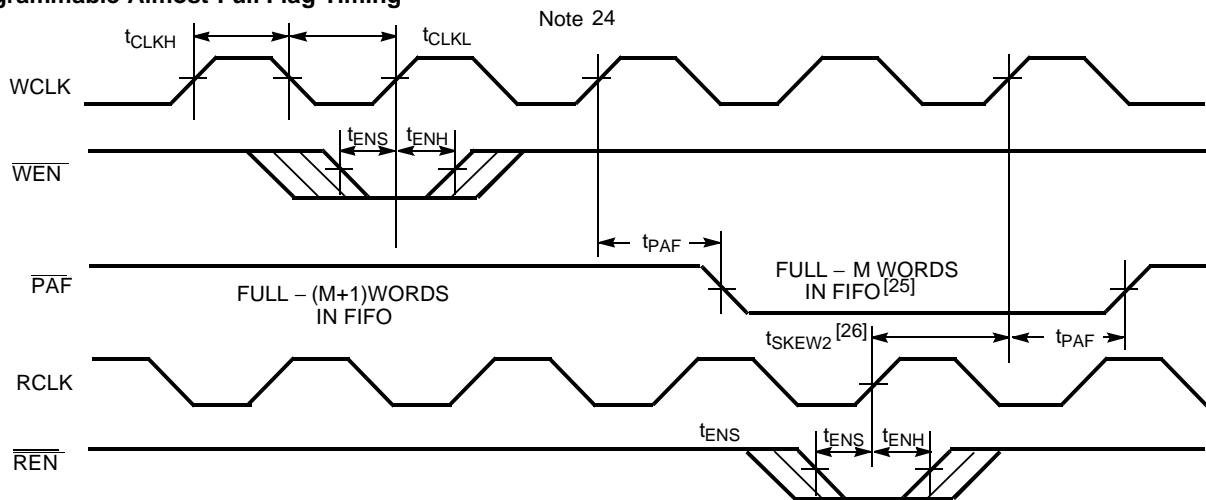 grammable Almost Full Flag Timing
Note 24
tCLKH
tCLKL
WCLK
tENS
tENH
WEN
tPAF
PAF
FULL – (M+1)WORDS
IN FIFO
FULL – M WORDS
IN FIFO[25]
tSKEW2 [26]
tPAF
RCLK
tENS
tENS
tENH
REN